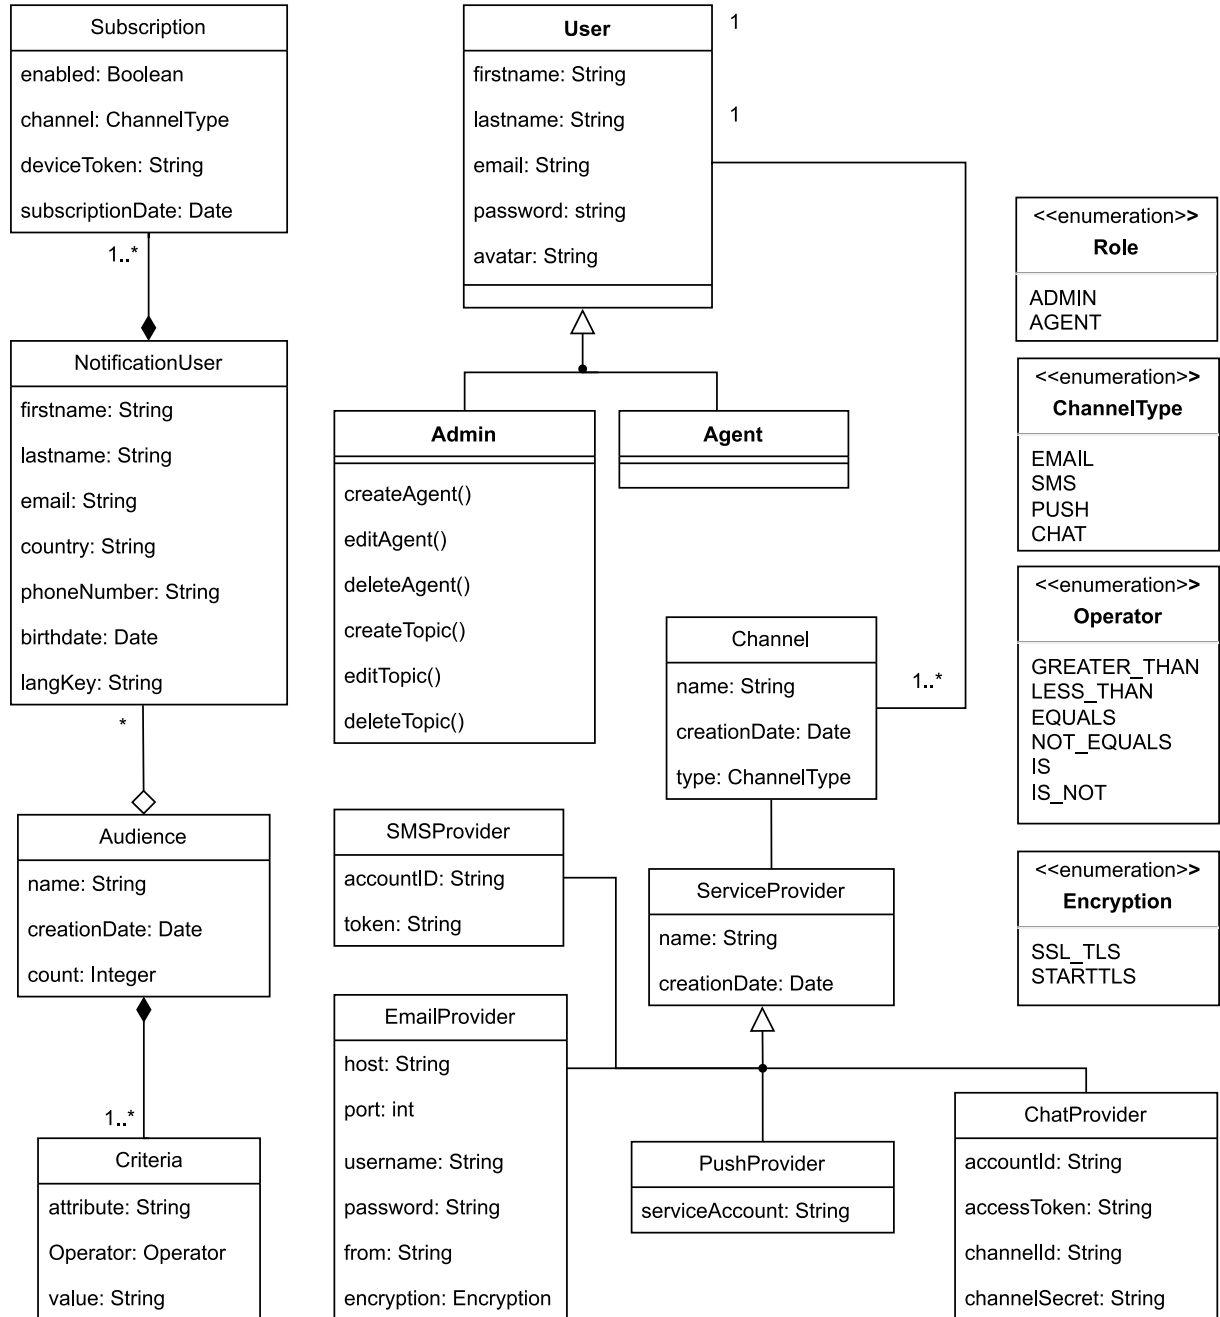 Subscription
enabled: Boolean
channel: ChannelType
deviceToken: String
subscriptionDate: Date
1..*
NotificationUser
firstname: String
lastname: String
email: String
country: String
phoneNumber: String
birthdate: Date
langKey: String
*
Audience
name: String
creationDate: Date
count: Integer
1..*
Criteria
attribute: String
Operator: Operator
value: String
User
firstname: String
lastname: String
email: String
password: string
avatar: String
1
1
Admin
createAgent()
editAgent()
deleteAgent()
createTopic()
editTopic()
deleteTopic()
Agent
Channel
name: String
creationDate: Date
type: ChannelType
1..*
SMSProvider
accountID: String
token: String
ServiceProvider
name: String
creationDate: Date
EmailProvider
host: String
port: int
username: String
password: String
from: String
encryption: Encryption
PushProvider
serviceAccount: String
ChatProvider
accountId: String
accessToken: String
channelId: String
channelSecret: String
<<enumeration>>
Role
ADMIN
AGENT
<<enumeration>>
ChannelType
EMAIL
SMS
PUSH
CHAT
<<enumeration>>
Operator
GREATER_THAN
LESS_THAN
EQUALS
NOT_EQUALS
IS
IS_NOT
<<enumeration>>
Encryption
SSL_TLS
STARTTLS